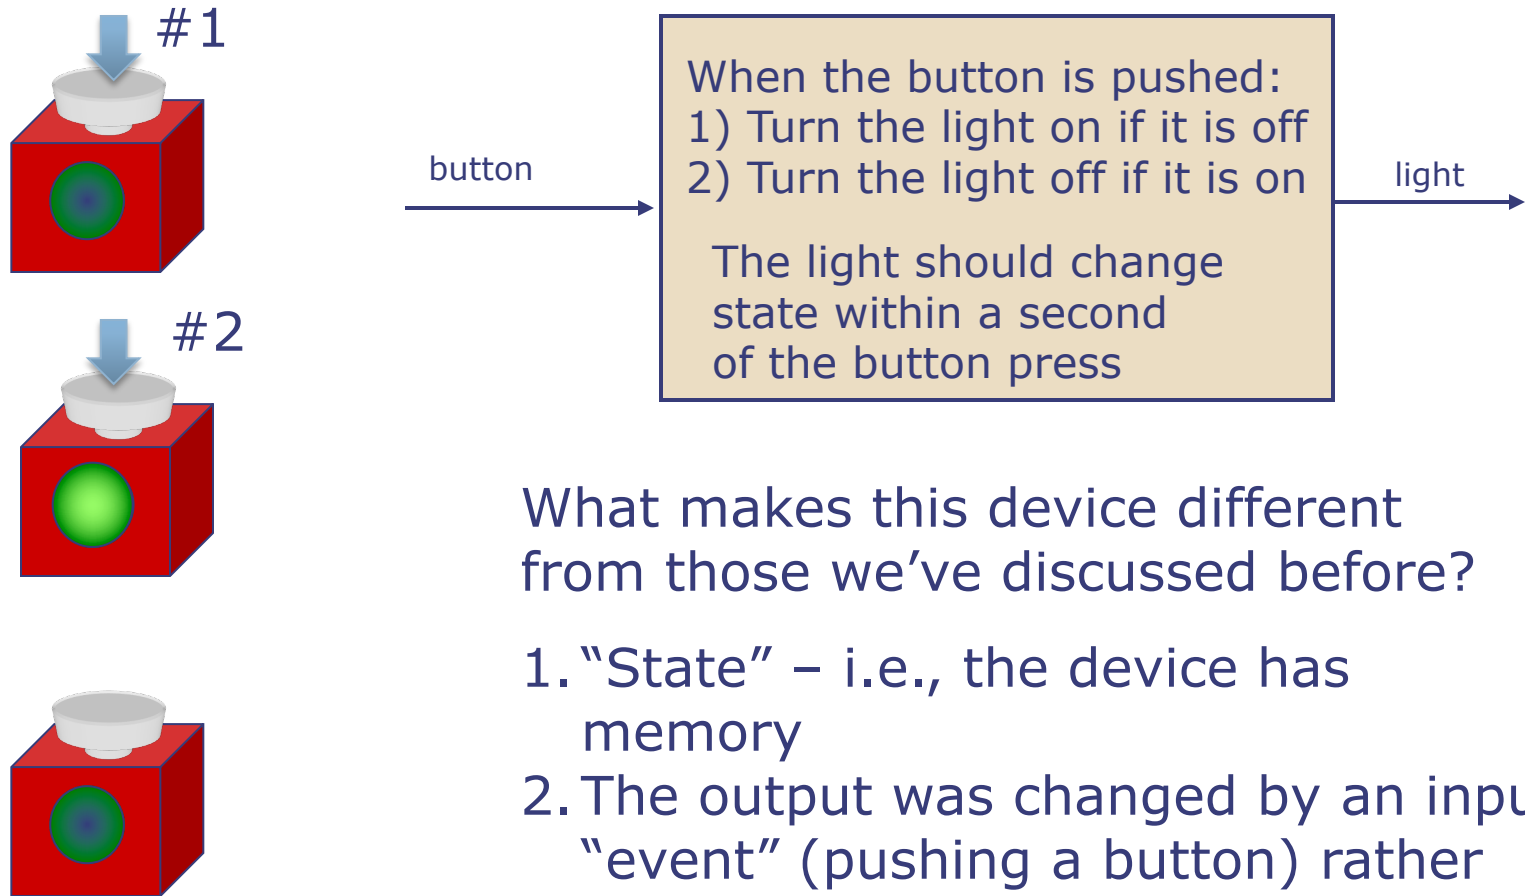 #1
When the button is pushed:
1) Turn the light on if it is off
2) Turn the light off if it is on
button
light
The light should change
state within a second
of the button press
#2
What makes this device different
from those we’ve discussed before?
1. “State” – i.e., the device has
memory
2. The output was changed by an inpu
“event” (pushing a button) rather